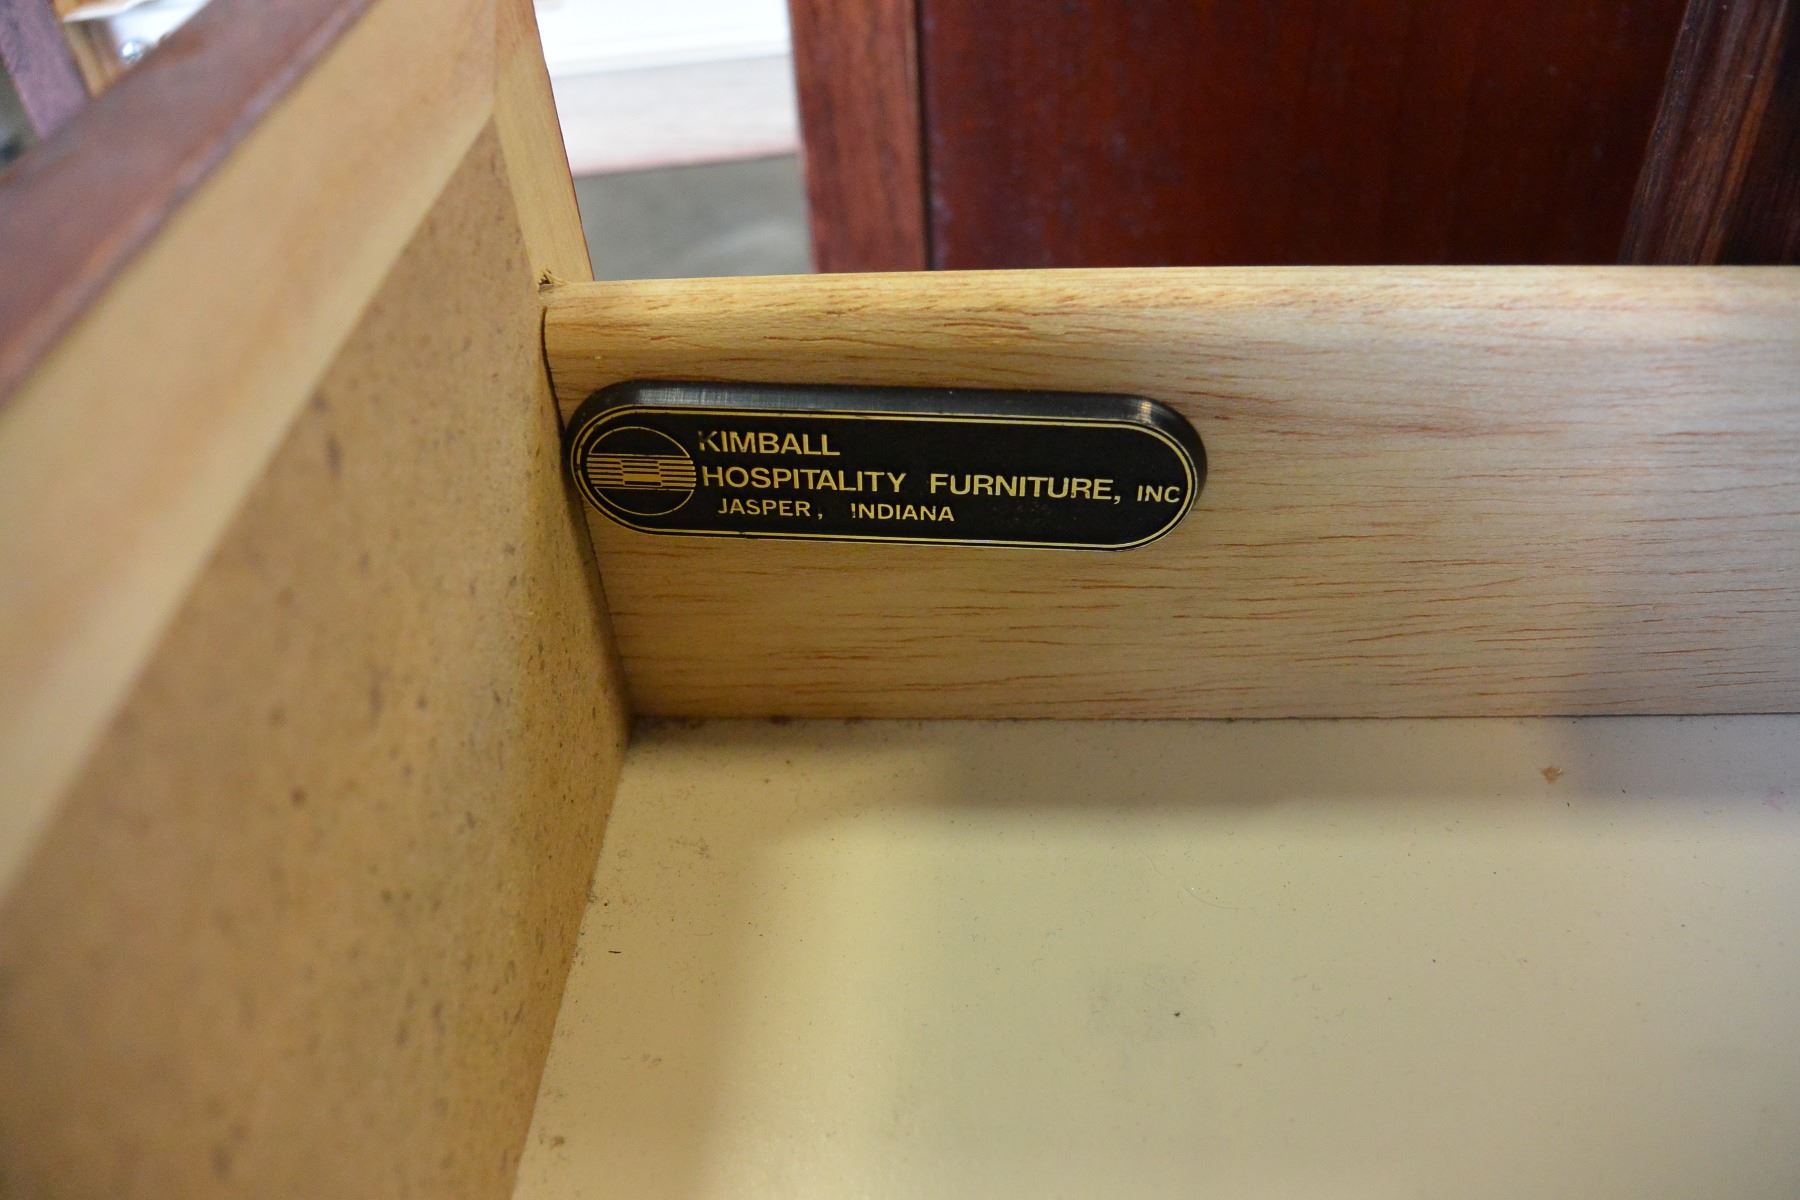 KIMBALL
HOSPITALITY FURNITURE, INC
JASPER, INDIANA